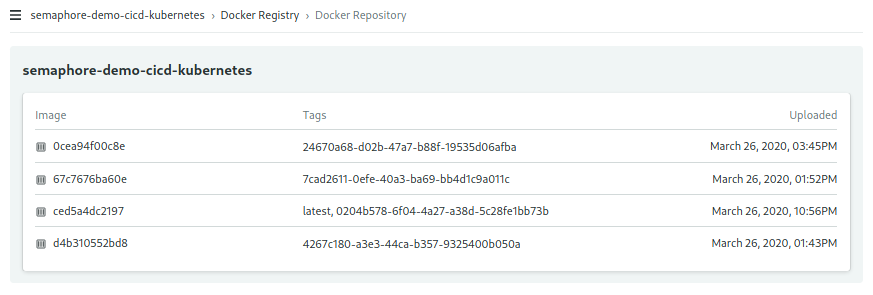 semaphore-demo-cicd-kubernetes › Docker Registry › Docker Repository
semaphore-demo-cicd-kubernetes
Image Tags Uploaded
0cea94f00c8e 24670a68-d02b-47a7-b88f-19535d06afba March 26, 2020, 03:45PM
67c7676ba60e 7cad2611-0efe-40a3-ba69-bb4d1c9a011c March 26, 2020, 01:52PM
ced5a4dc2197 latest, 0204b578-6f04-4a27-a38d-5c28fe1bb73b March 26, 2020, 10:56PM
d4b310552bd8 4267c180-a3e3-44ca-b357-9325400b050a March 26, 2020, 01:43PM